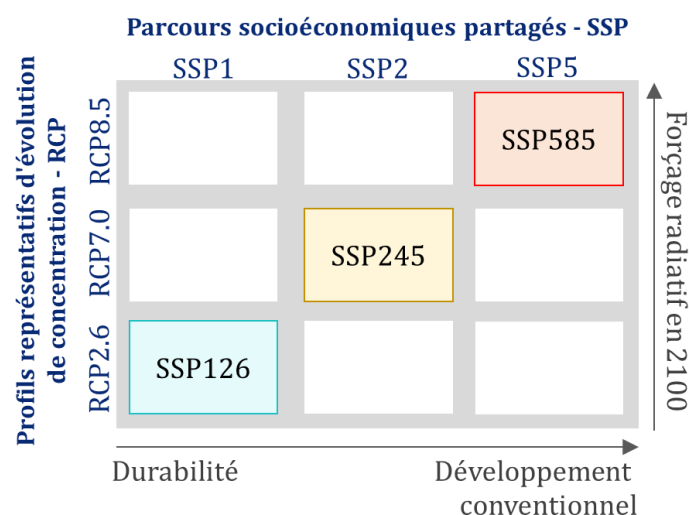 Parcours socioéconomiques partagés - SSP
SSP1 SSP2 SSP5
Profils représentatifs d'évolution
de concentration - RCP
RCP8.5
SSP585
RCP7.0
SSP245
RCP2.6
SSP126
Forçage radiatif en 2100
Durabilité
Développement
conventionnel